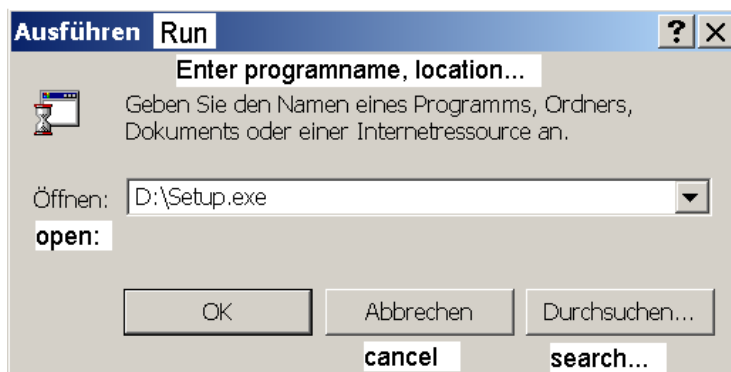 Ausführen Run
Enter programname, location...
Geben Sie den Namen eines Programms, Ordners,
Dokuments oder einer Internetressource an.
Öffnen: D:\Setup.exe
open:
OK Abbrechen Durchsuchen...
cancel search...